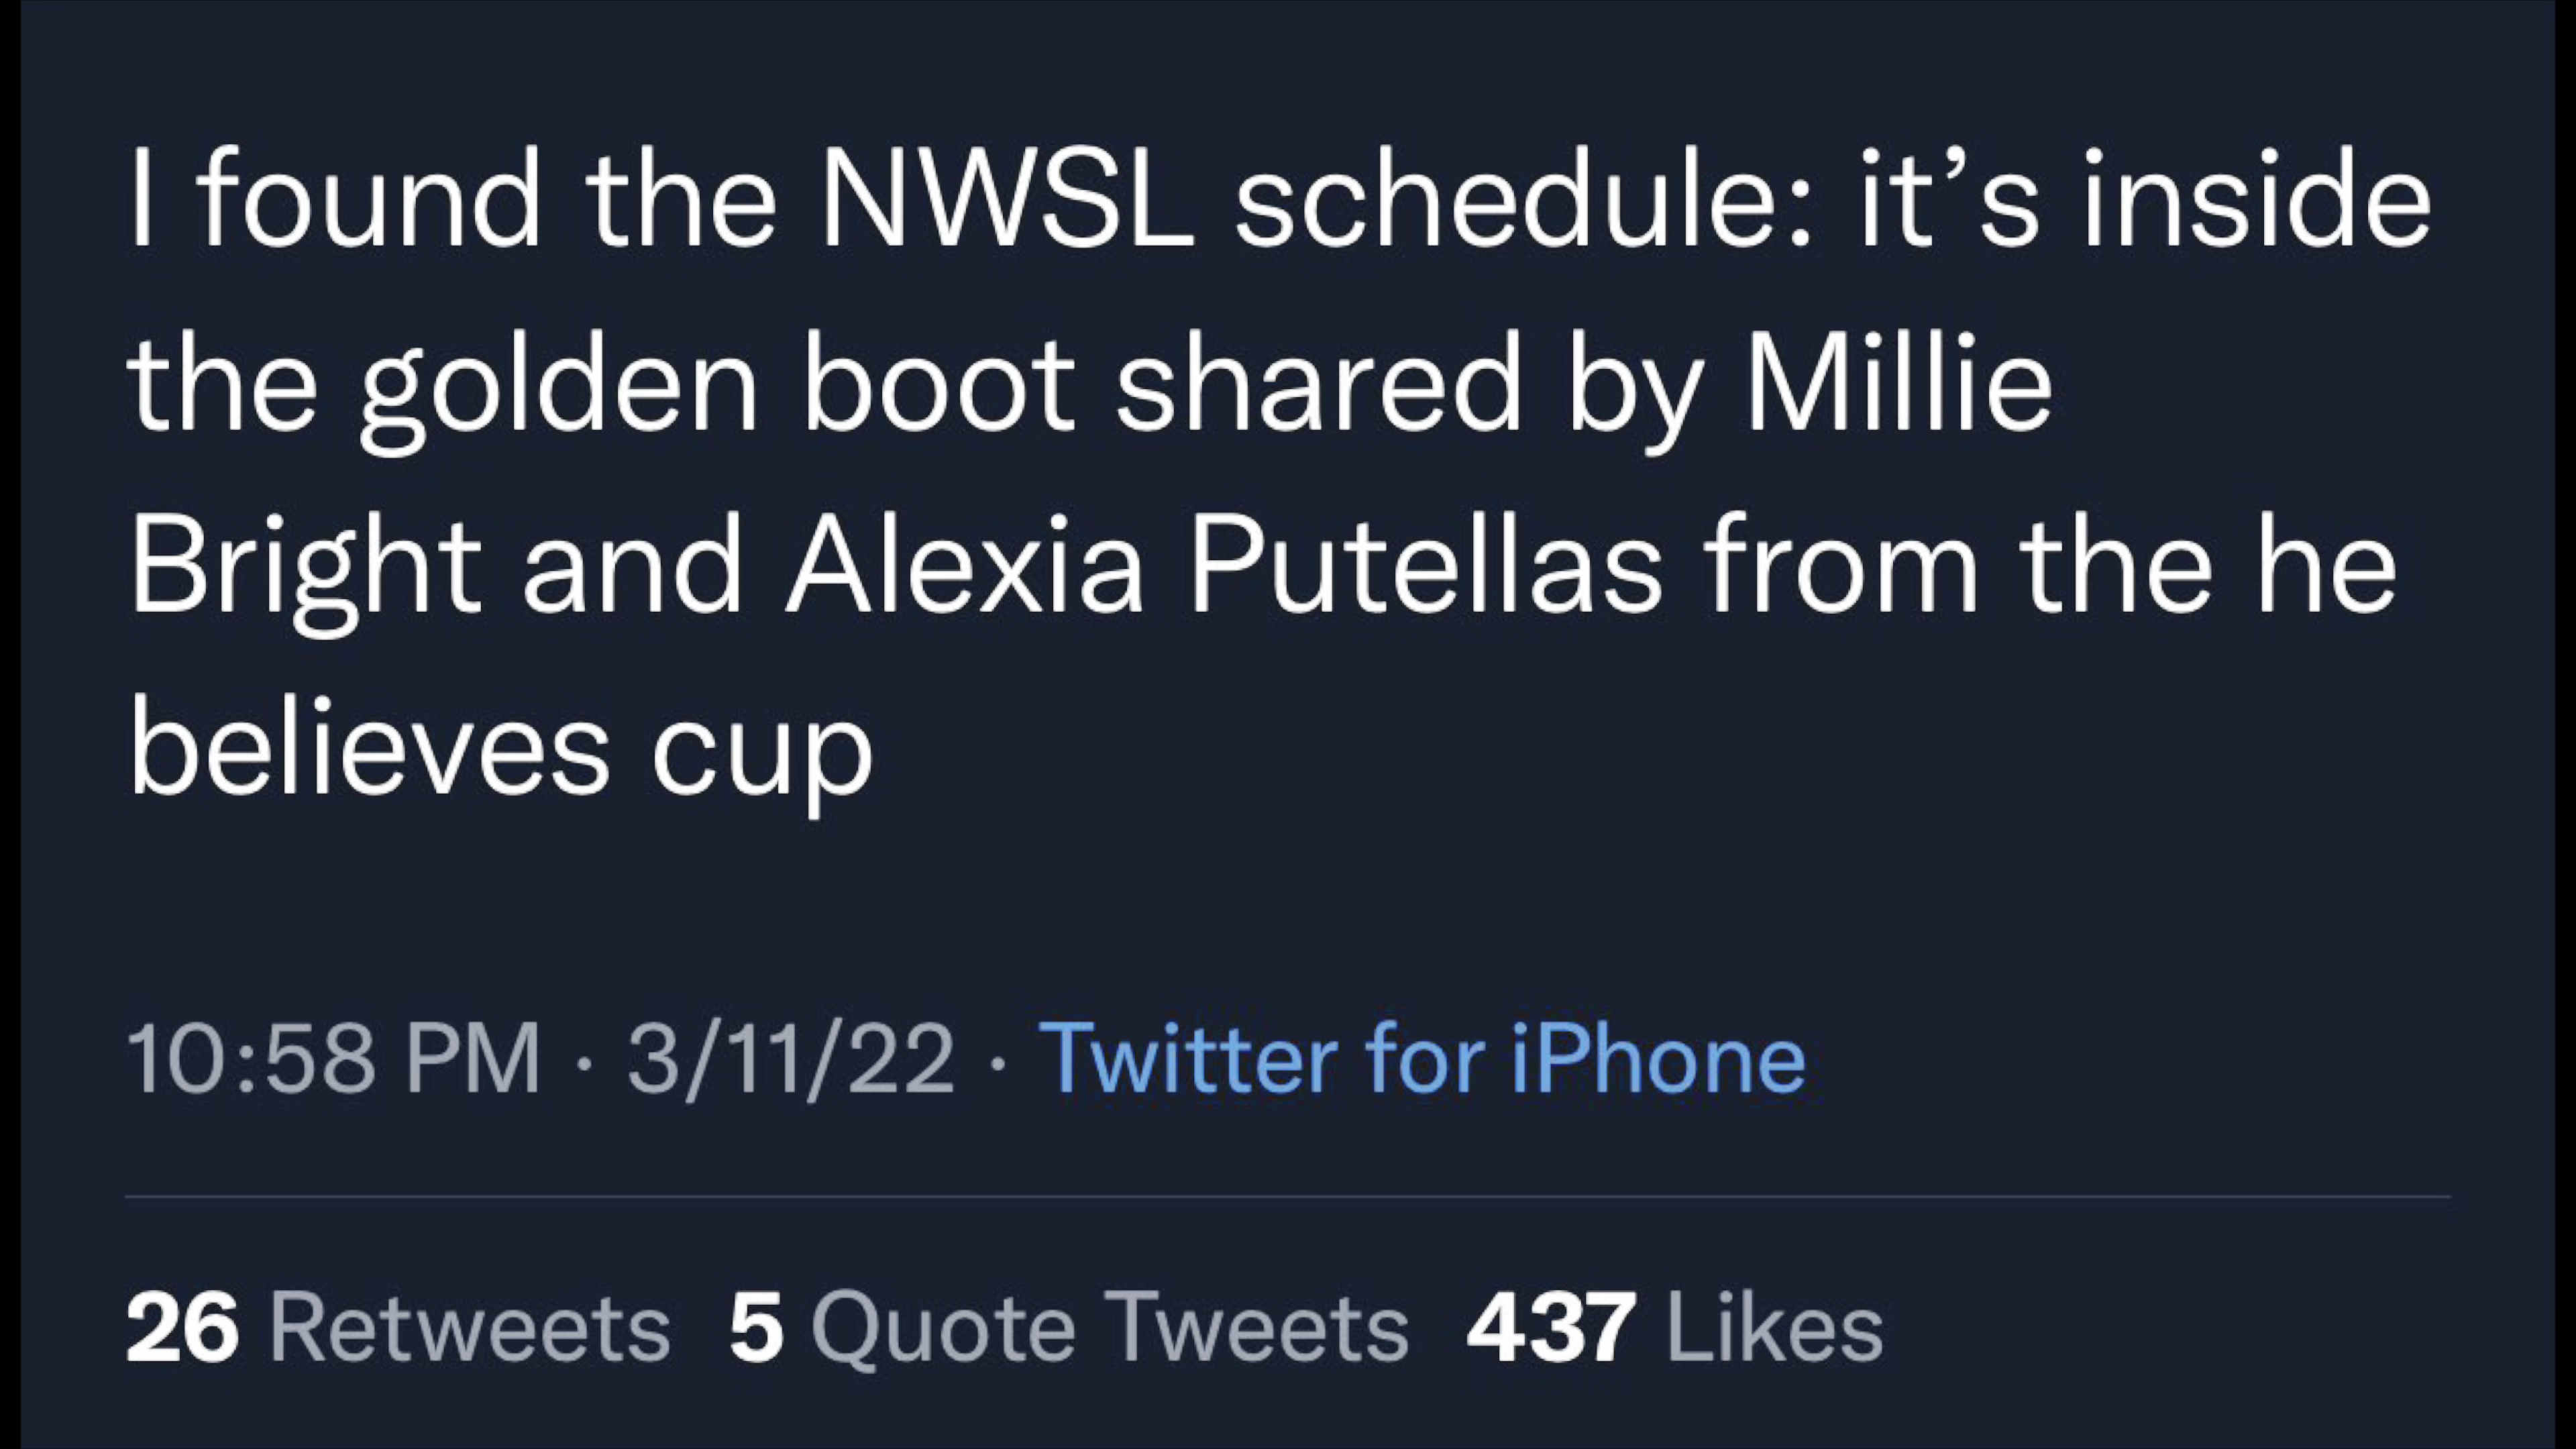 I found the NWSL schedule: it’s inside
the golden boot shared by Millie
Bright and Alexia Putellas from the he
believes cup
10:58 PM · 3/11/22 · Twitter for iPhone
26 Retweets 5 Quote Tweets 437 Likes